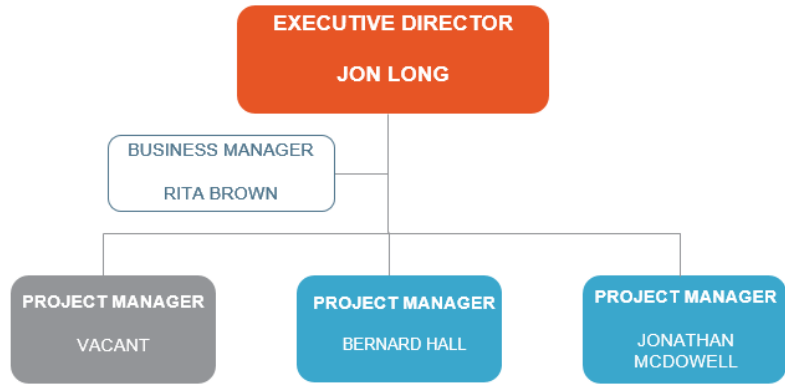 EXECUTIVE DIRECTOR
JON LONG
BUSINESS MANAGER
RITA BROWN
PROJECT MANAGER
VACANT
PROJECT MANAGER
BERNARD HALL
PROJECT MANAGER
JONATHAN
MCDOWELL